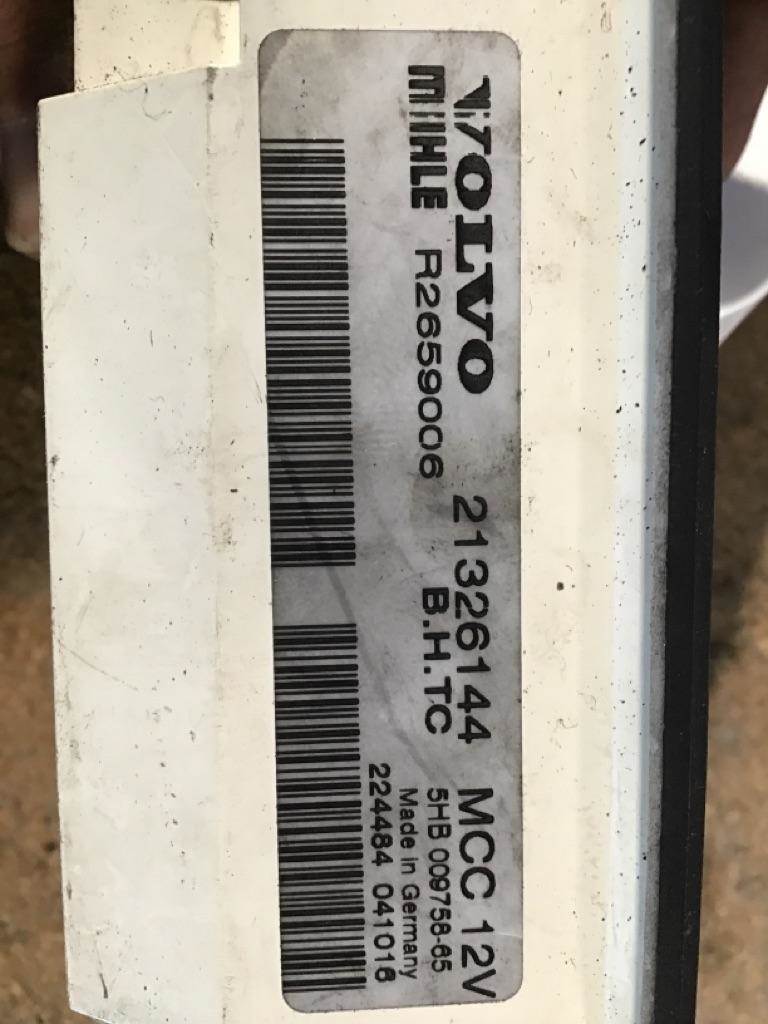 VOLVO 21326144 MCC 12V
MAHLE R2659006 B.H.TC 5HB 009758-65
Made in Germany
224484 041016